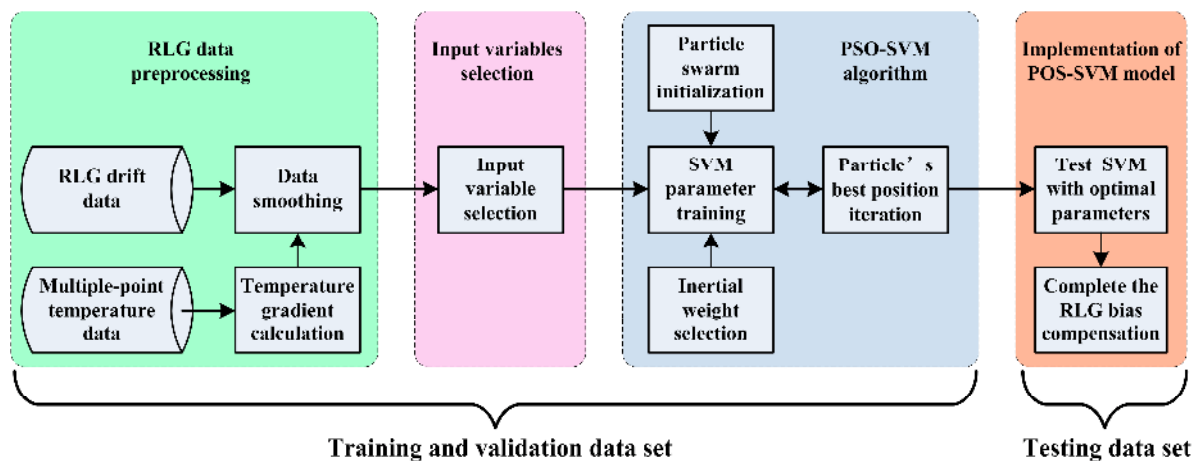 RLG data
preprocessing
RLG drift
data
Data
smoothing
Multiple-point
temperature
data
Temperature
gradient
calculation
Input variables
selection
Input
variable
selection
Particle
swarm
initialization
PSO-SVM
algorithm
SVM
parameter
training
Particle’s
best position
iteration
Inertial
weight
selection
Implementation of
POS-SVM model
Test SVM
with optimal
parameters
Complete the
RLG bias
compensation
Training and validation data set
Testing data set